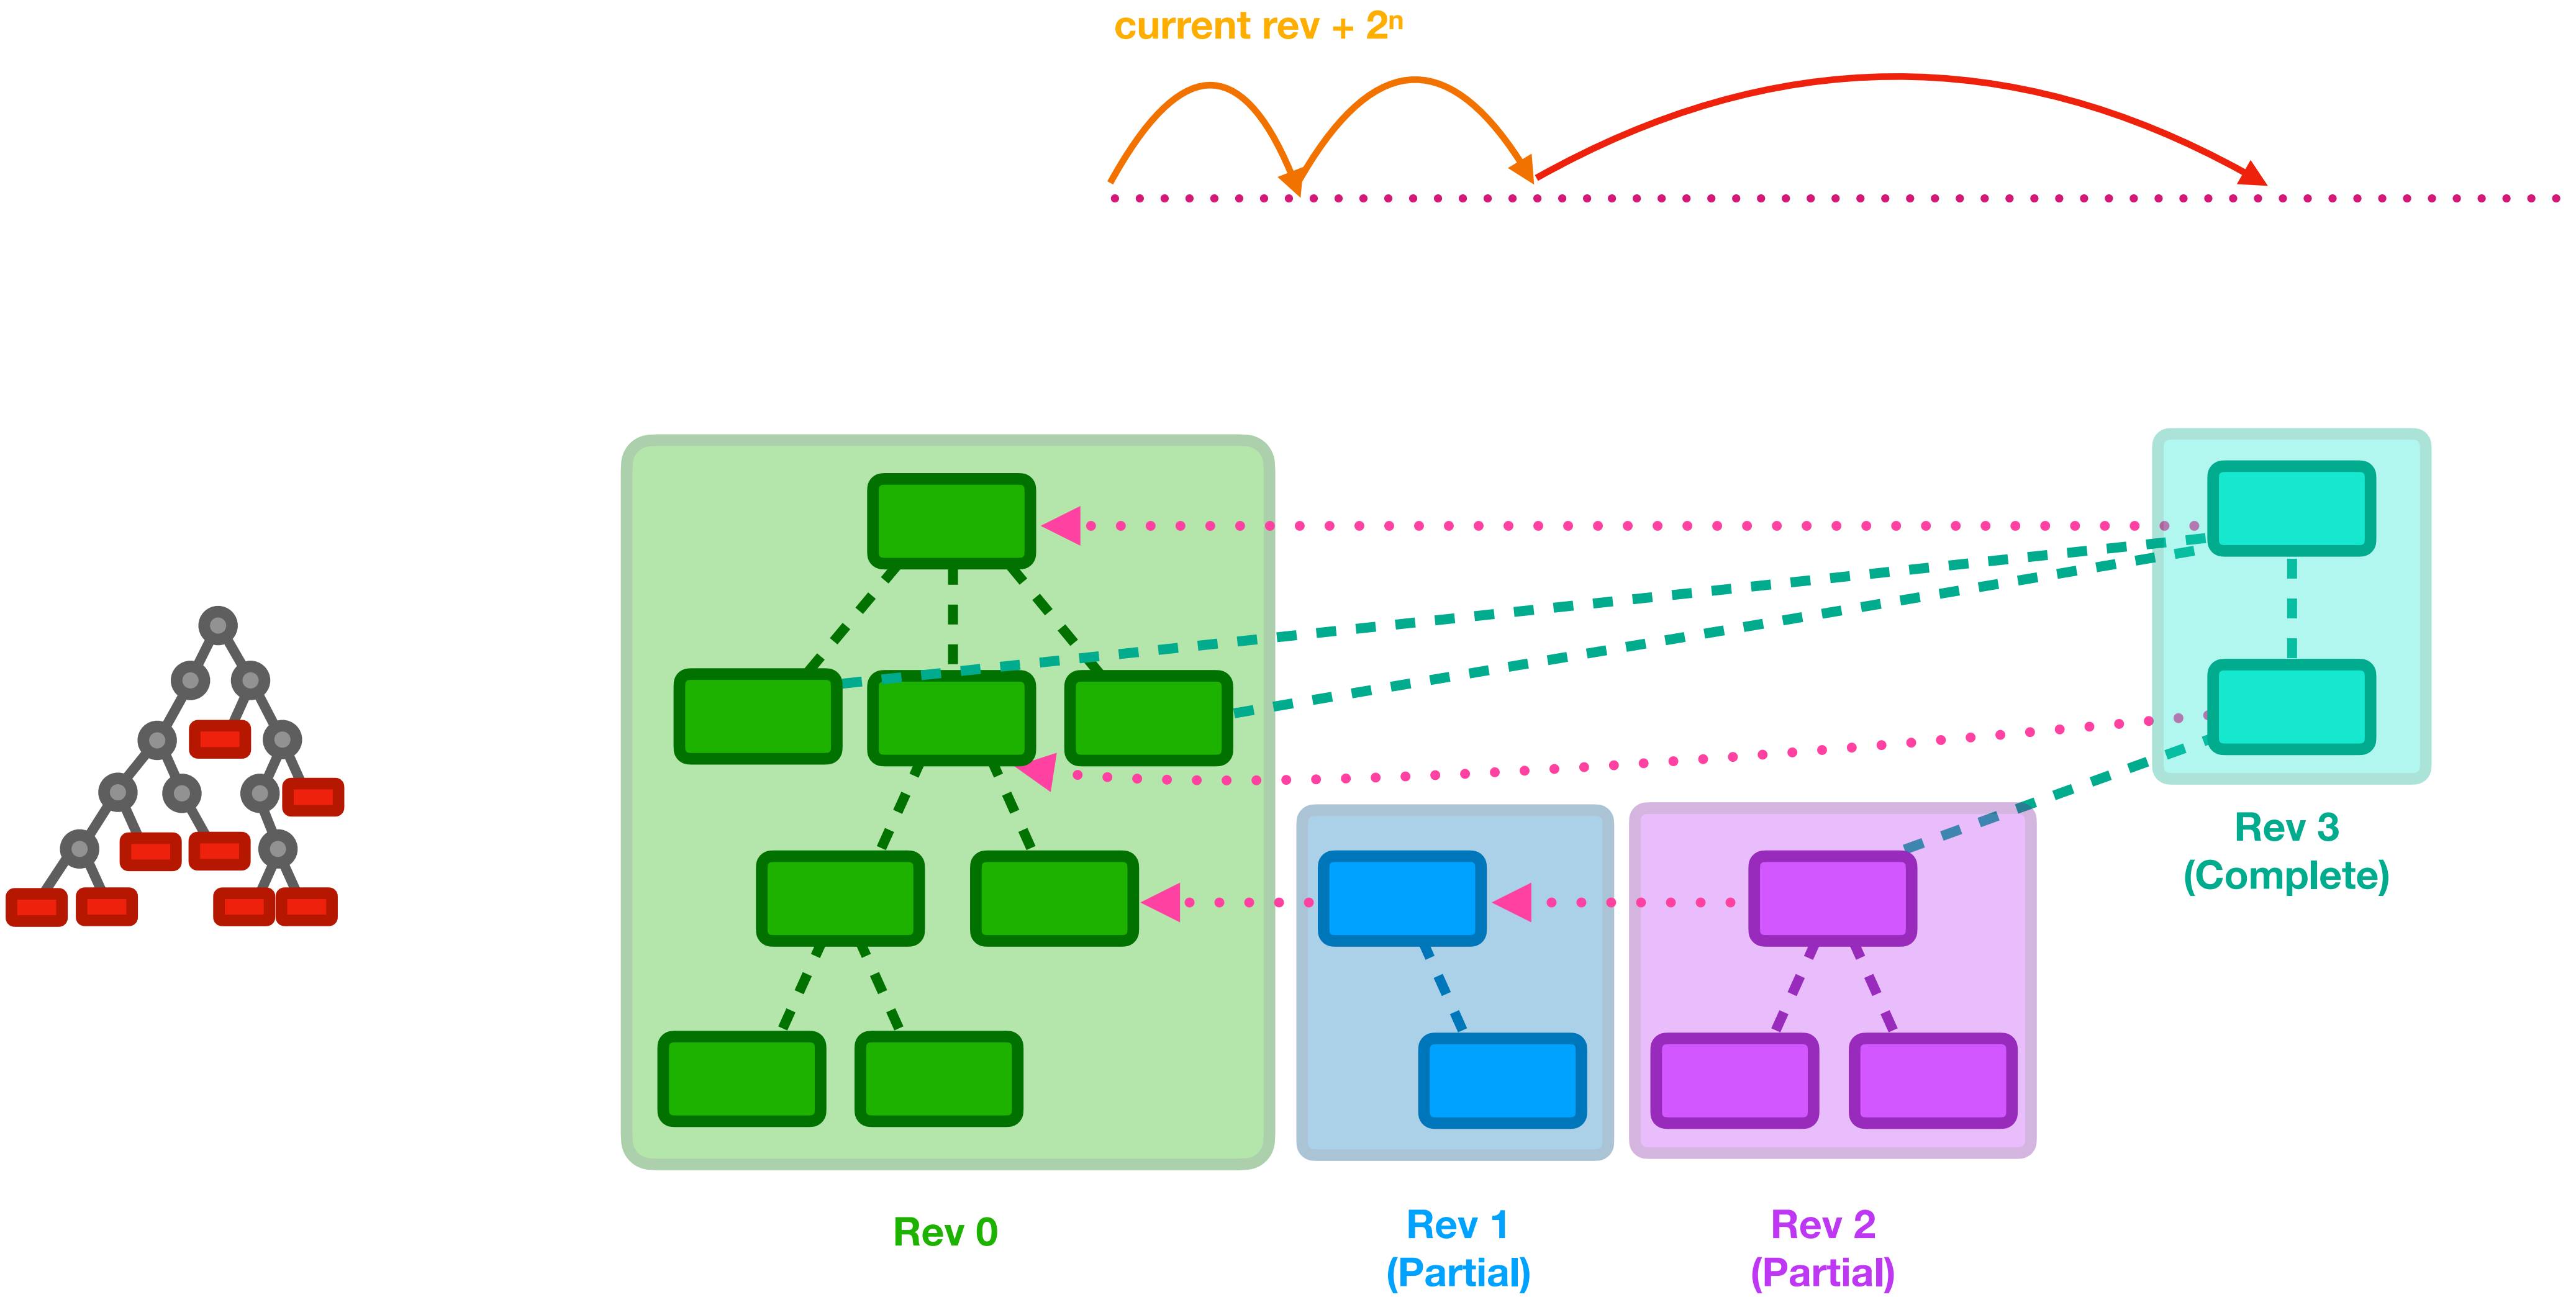 current rev + 2ⁿ
Rev 3
(Complete)
Rev 0
Rev 1
(Partial)
Rev 2
(Partial)